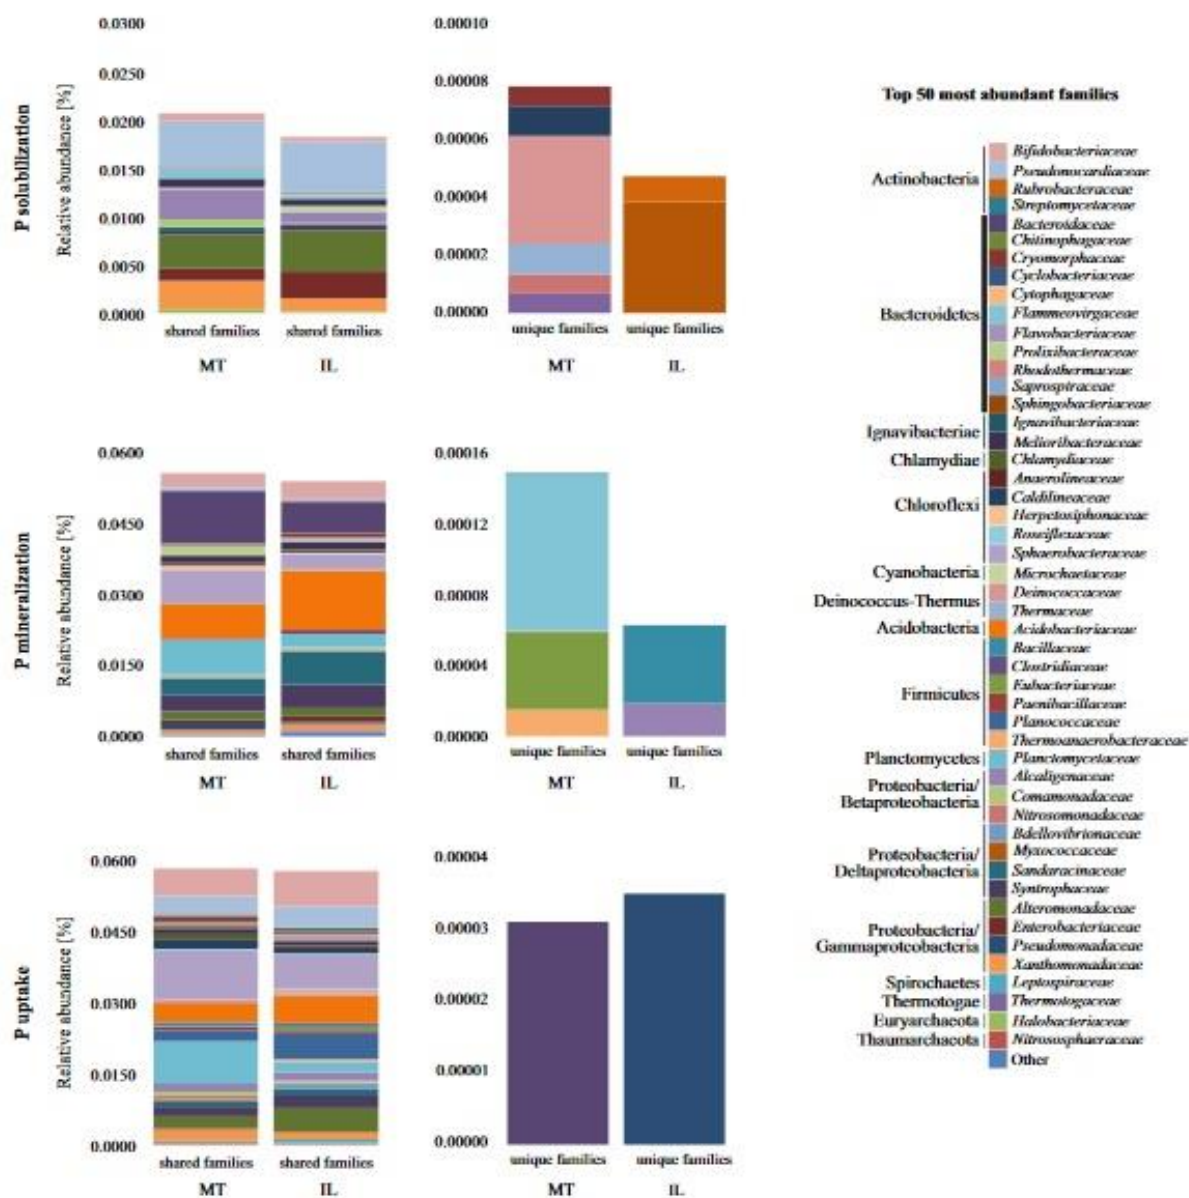 P solubilization
Relative abundance [%]
0.0300
0.0250
0.0200
0.0150
0.0100
0.0050
0.0000
shared families
shared families
MT
IL
0.00010
0.00008
0.00006
0.00004
0.00002
0.00000
unique families
unique families
MT
IL
P mineralization
Relative abundance [%]
0.0600
0.0450
0.0300
0.0150
0.0000
shared families
shared families
MT
IL
0.00016
0.00012
0.00008
0.00004
0.00000
unique families
unique families
MT
IL
P uptake
Relative abundance [%]
0.0600
0.0450
0.0300
0.0150
0.0000
shared families
shared families
MT
IL
0.00004
0.00003
0.00002
0.00001
0.00000
unique families
unique families
MT
IL
Top 50 most abundant families
Actinobacteria
Bifidobacteriaceae
Pseudonocardiaceae
Rubrobacteraceae
Streptomycetaceae
Bacteroidetes
Bacteroidaceae
Chitinophagaceae
Cryomorphaceae
Cyclobacteriaceae
Cytophagaceae
Flammeovirgaceae
Flavobacteriaceae
Prolixibacteraceae
Rhodothermaceae
Saprospiraceae
Sphingobacteriaceae
Ignavibacteriae
Ignavibacteriaceae
Melioribacteraceae
Chlamydiae
Chlamydiaceae
Chloroflexi
Anaerolineaceae
Caldilineaceae
Herpetosiphonaceae
Roseiflexaceae
Sphaerobacteraceae
Cyanobacteria
Microchaetaceae
Deinococcus-Thermus
Deinococcaceae
Thermaceae
Acidobacteria
Acidobacteriaceae
Firmicutes
Bacillaceae
Clostridiaceae
Eubacteriaceae
Paenibacillaceae
Planococcaceae
Thermoanaerobacteraceae
Planctomycetes
Planctomycetaceae
Proteobacteria/
Betaproteobacteria
Alcaligenaceae
Comamonadaceae
Nitrosomonadaceae
Proteobacteria/
Deltaproteobacteria
Bdellovibrionaceae
Myxococcaceae
Sandaracinaceae
Syntrophaceae
Proteobacteria/
Gammaproteobacteria
Alteromonadaceae
Enterobacteriaceae
Pseudomonadaceae
Xanthomonadaceae
Spirochaetes
Leptospiraceae
Thermotogae
Thermotogaceae
Euryarchaeota
Halobacteriaceae
Thaumarchaeota
Nitrososphaeraceae
Other